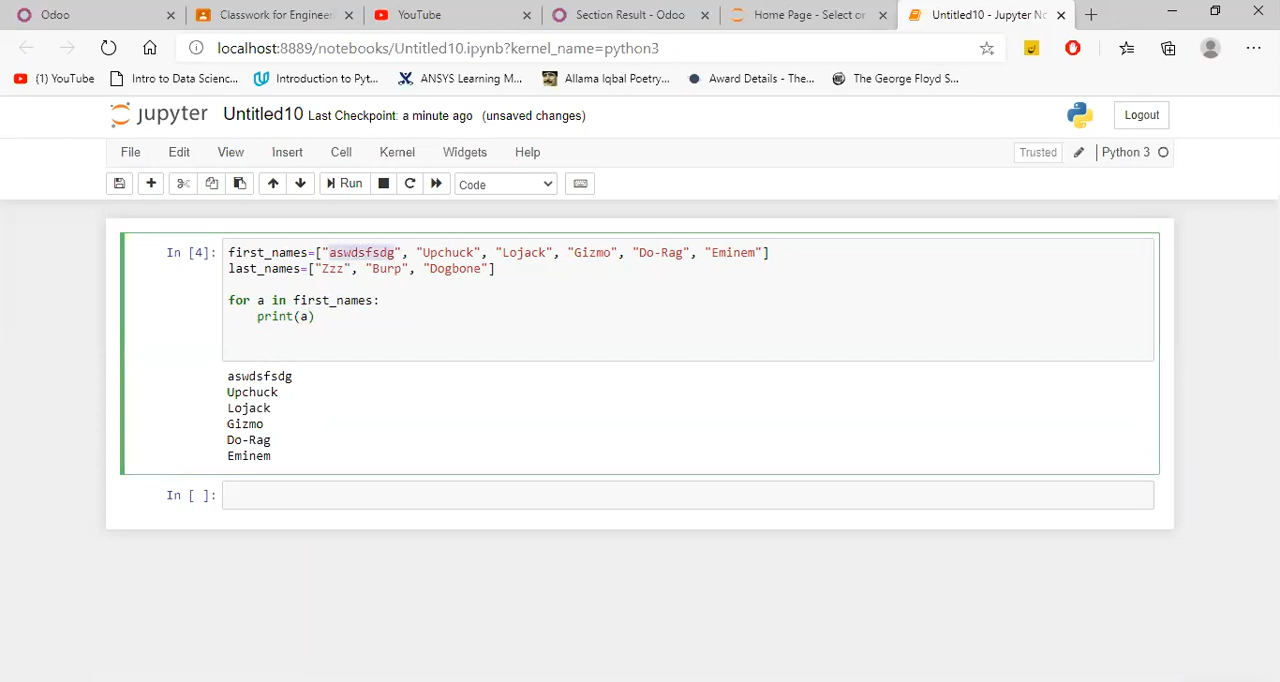 Odoo
Classwork for Engineer
YouTube
Section Result - Odoo
Home Page - Select or
Untitled10 - Jupyter No
localhost:8889/notebooks/Untitled10.ipynb?kernel_name=python3
(1) YouTube
Intro to Data Scienc...
Introduction to Pyt...
ANSYS Learning M...
Allama Iqbal Poetry...
Award Details - The...
The George Floyd S...
jupyter Untitled10 Last Checkpoint: a minute ago (unsaved changes)
Logout
File Edit View Insert Cell Kernel Widgets Help
Trusted
Python 3
Run
Code
In [4]:
first_names=["aswdsfsdg", "Upchuck", "Lojack", "Gizmo", "Do-Rag", "Eminem"]
last_names=["Zzz", "Burp", "Dogbone"]
for a in first_names:
print(a)
aswdsfsdg
Upchuck
Lojack
Gizmo
Do-Rag
Eminem
In [ ]: